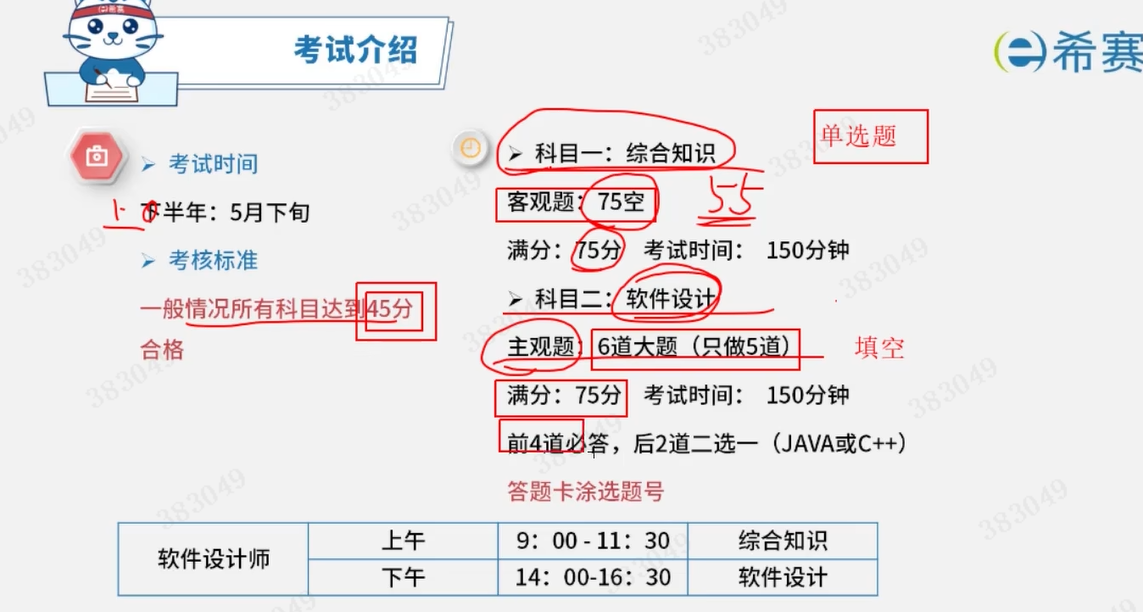 考试介绍
希赛
考试时间
下半年：5月下旬
上
考核标准
一般情况所有科目达到45分
合格
科目一：综合知识
单选题
客观题：75空
55
满分：75分 考试时间： 150分钟
科目二：软件设计
主观题：6道大题（只做5道）
填空
满分：75分 考试时间： 150分钟
前4道必答，后2道二选一（JAVA或C++）
答题卡涂选题号
软件设计师 上午 9：00 - 11：30 综合知识
下午 14：00-16：30 软件设计
383049